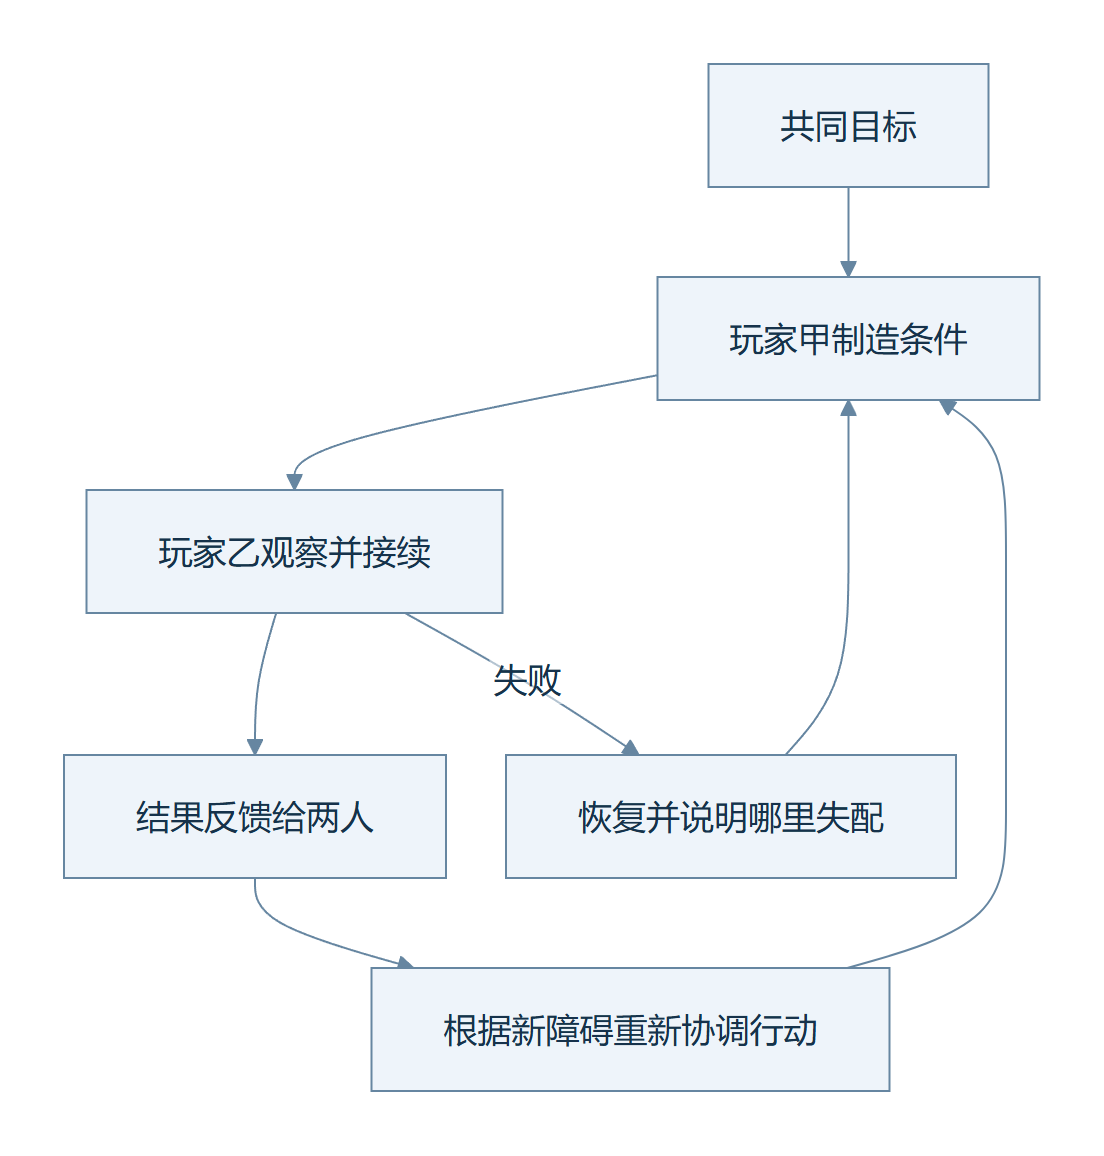 共同目标
玩家甲制造条件
玩家乙观察并接续
失败
结果反馈给两人
恢复并说明哪里失配
根据新障碍重新协调行动